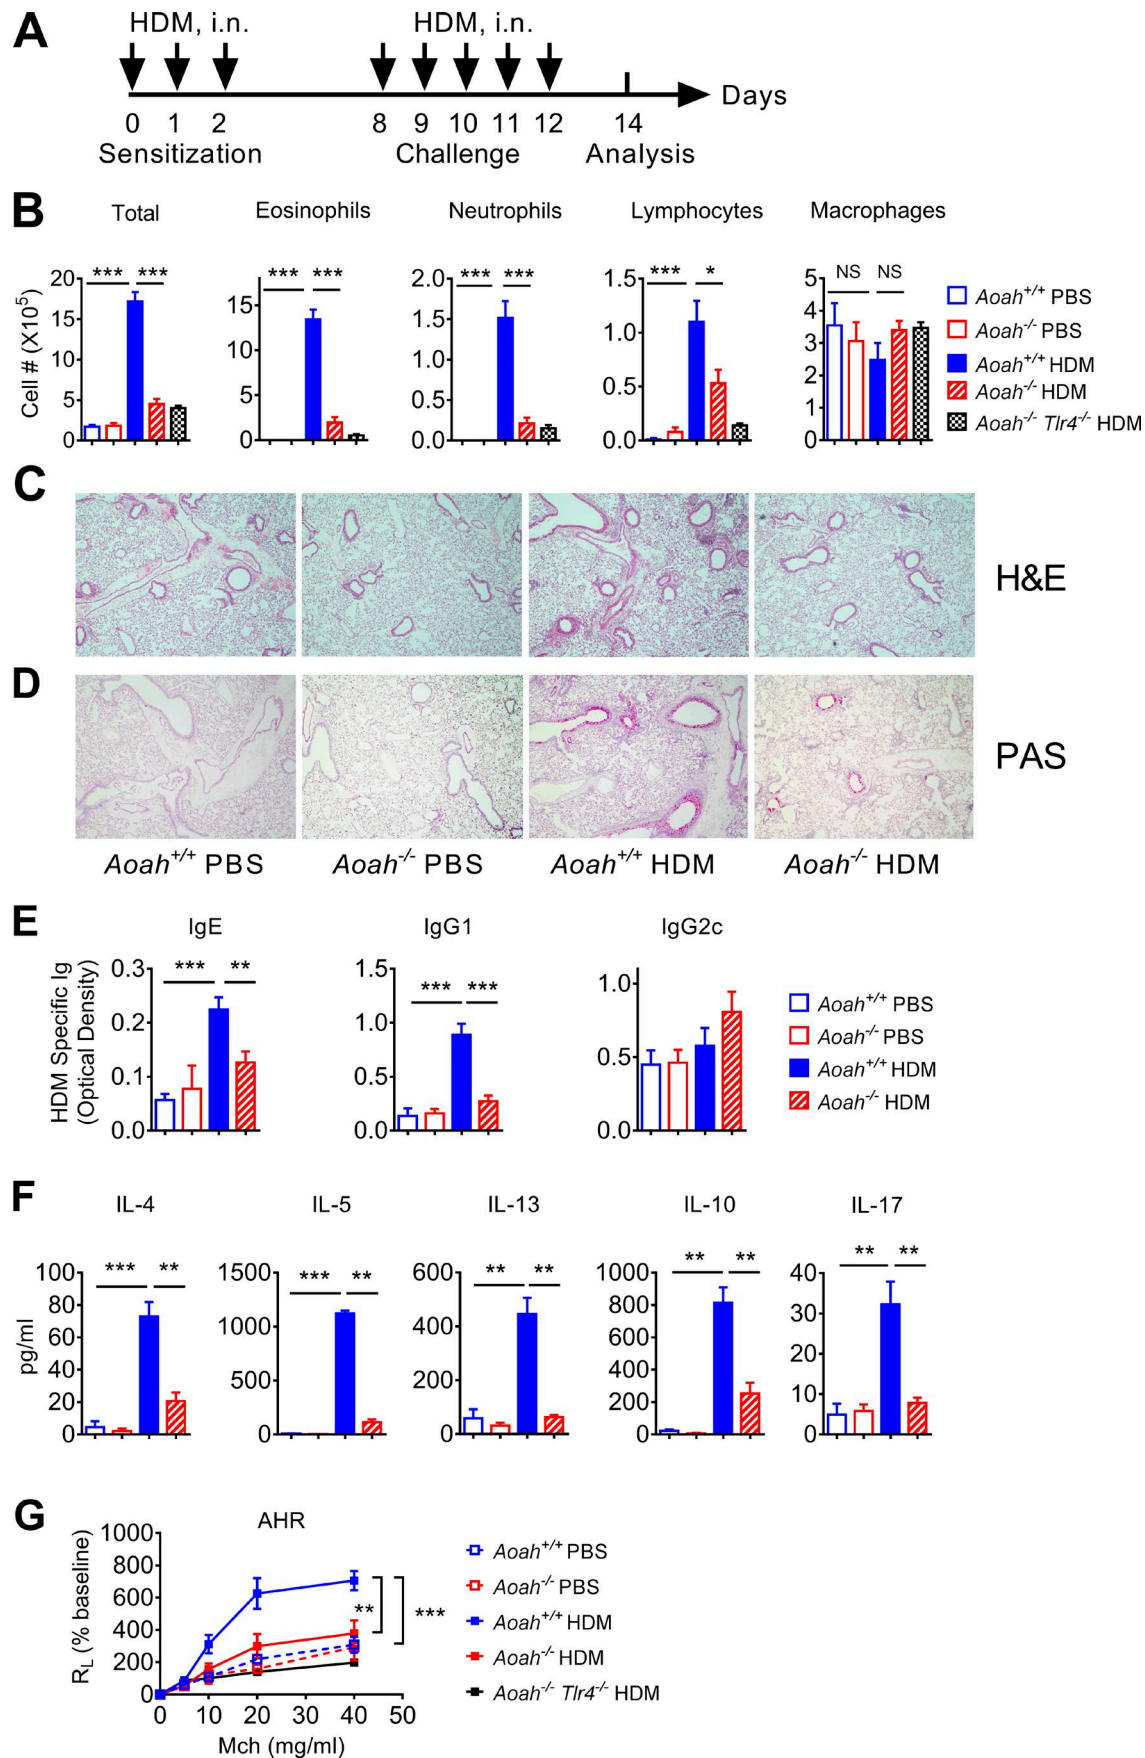 A
HDM, i.n. HDM, i.n.
Days
0 1 2 8 9 10 11 12 14
Sensitization Challenge Analysis
B
Total Eosinophils Neutrophils Lymphocytes Macrophages
Cell # (X10⁵)
20 15 10 5 0
*** ***
15 10 5 0
*** ***
2.0 1.5 1.0 0.5 0.0
*** ***
1.5 1.0 0.5 0.0
*** *
5 4 3 2 1 0
NS NS
Aoah⁺/⁺ PBS
Aoah⁻/⁻ PBS
Aoah⁺/⁺ HDM
Aoah⁻/⁻ HDM
Aoah⁻/⁻ Tlr4⁻/⁻ HDM
C
H&E
D
PAS
Aoah⁺/⁺ PBS Aoah⁻/⁻ PBS Aoah⁺/⁺ HDM Aoah⁻/⁻ HDM
E
IgE IgG1 IgG2c
HDM Specific Ig
(Optical Density)
0.3 0.2 0.1 0.0
*** **
1.5 1.0 0.5 0.0
*** ***
1.0 0.5 0.0
Aoah⁺/⁺ PBS
Aoah⁻/⁻ PBS
Aoah⁺/⁺ HDM
Aoah⁻/⁻ HDM
F
IL-4 IL-5 IL-13 IL-10 IL-17
pg/ml
100 80 60 40 20 0
*** **
1500 1000 500 0
*** **
600 400 200 0
** **
1000 800 600 400 200 0
** **
40 30 20 10 0
** **
G
AHR
R_L (% baseline)
1000 800 600 400 200 0
** ***
0 10 20 30 40 50
Mch (mg/ml)
Aoah⁺/⁺ PBS
Aoah⁻/⁻ PBS
Aoah⁺/⁺ HDM
Aoah⁻/⁻ HDM
Aoah⁻/⁻ Tlr4⁻/⁻ HDM